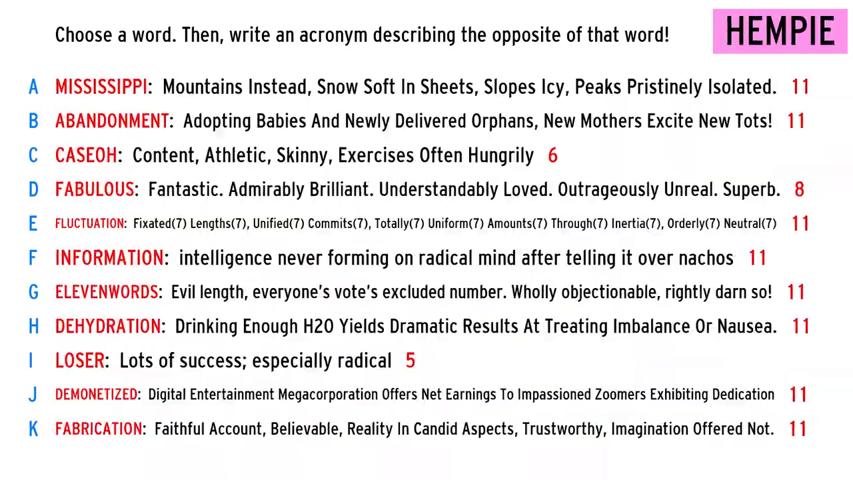 Choose a word. Then, write an acronym describing the opposite of that word!
HEMPIE
A MISSISSIPPI: Mountains Instead, Snow Soft In Sheets, Slopes Icy, Peaks Pristinely Isolated. 11
B ABANDONMENT: Adopting Babies And Newly Delivered Orphans, New Mothers Excite New Tots! 11
C CASEOH: Content, Athletic, Skinny, Exercises Often Hungrily 6
D FABULOUS: Fantastic. Admirably Brilliant. Understandably Loved. Outrageously Unreal. Superb. 8
E FLUCTUATION: Fixated(7) Lengths(7), Unified(7) Commits(7), Totally(7) Uniform(7) Amounts(7) Through(7) Inertia(7), Orderly(7) Neutral(7) 11
F INFORMATION: intelligence never forming on radical mind after telling it over nachos 11
G ELEVENWORDS: Evil length, everyone's vote's excluded number. Wholly objectionable, rightly darn so! 11
H DEHYDRATION: Drinking Enough H20 Yields Dramatic Results At Treating Imbalance Or Nausea. 11
I LOSER: Lots of success; especially radical 5
J DEMONETIZED: Digital Entertainment Megacorporation Offers Net Earnings To Impassioned Zoomers Exhibiting Dedication 11
K FABRICATION: Faithful Account, Believable, Reality In Candid Aspects, Trustworthy, Imagination Offered Not. 11